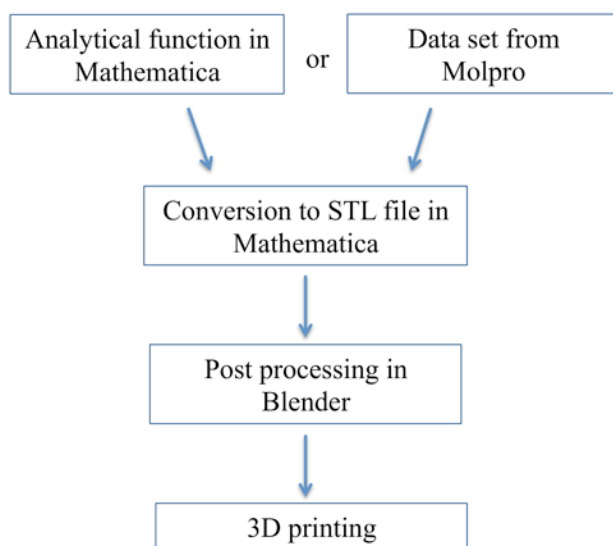 Analytical function in
Mathematica
or
Data set from
Molpro
Conversion to STL file in
Mathematica
Post processing in
Blender
3D printing